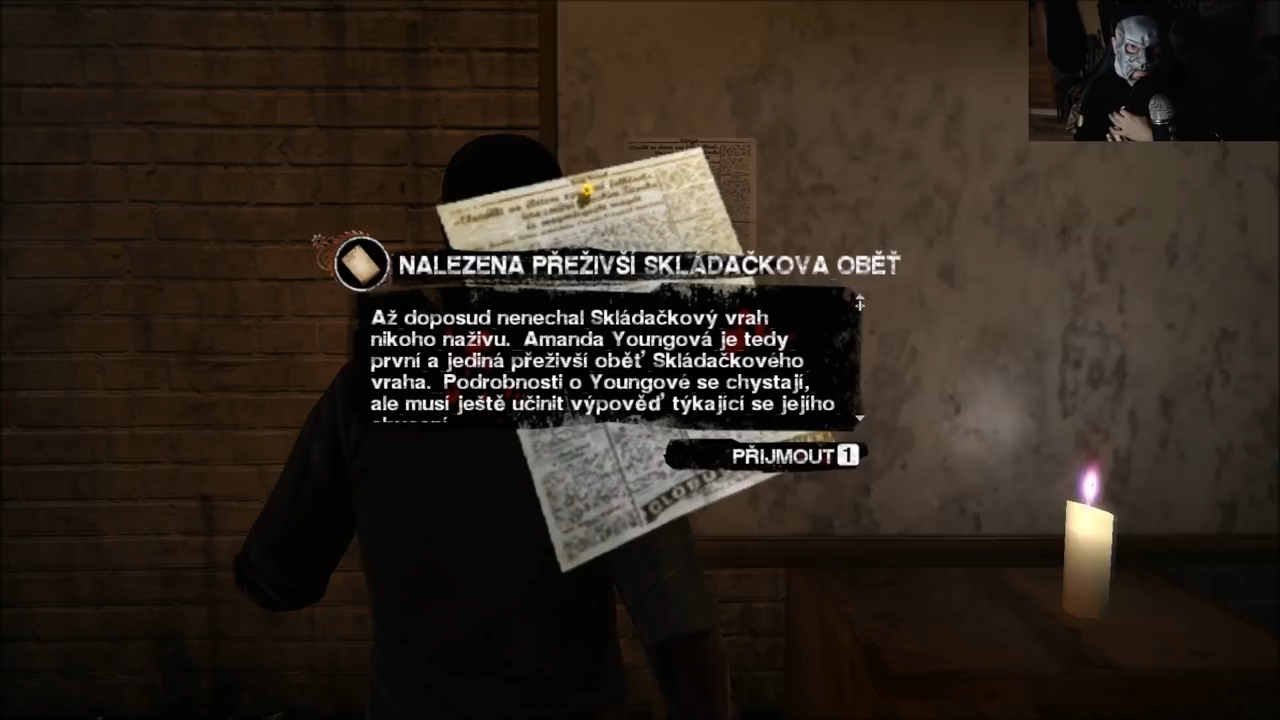 NALEZENA PŘEŽIVŠÍ SKLÁDAČKOVA OBĚŤ
Až doposud nenechal Skládačkový vrah
nikoho naživu. Amanda Youngová je tedy
první a jediná přeživší oběť Skládačkového
vraha. Podrobnosti o Youngové se chystají,
ale musí ještě učinit výpověď týkající se jejího
PŘIJMOUT 1